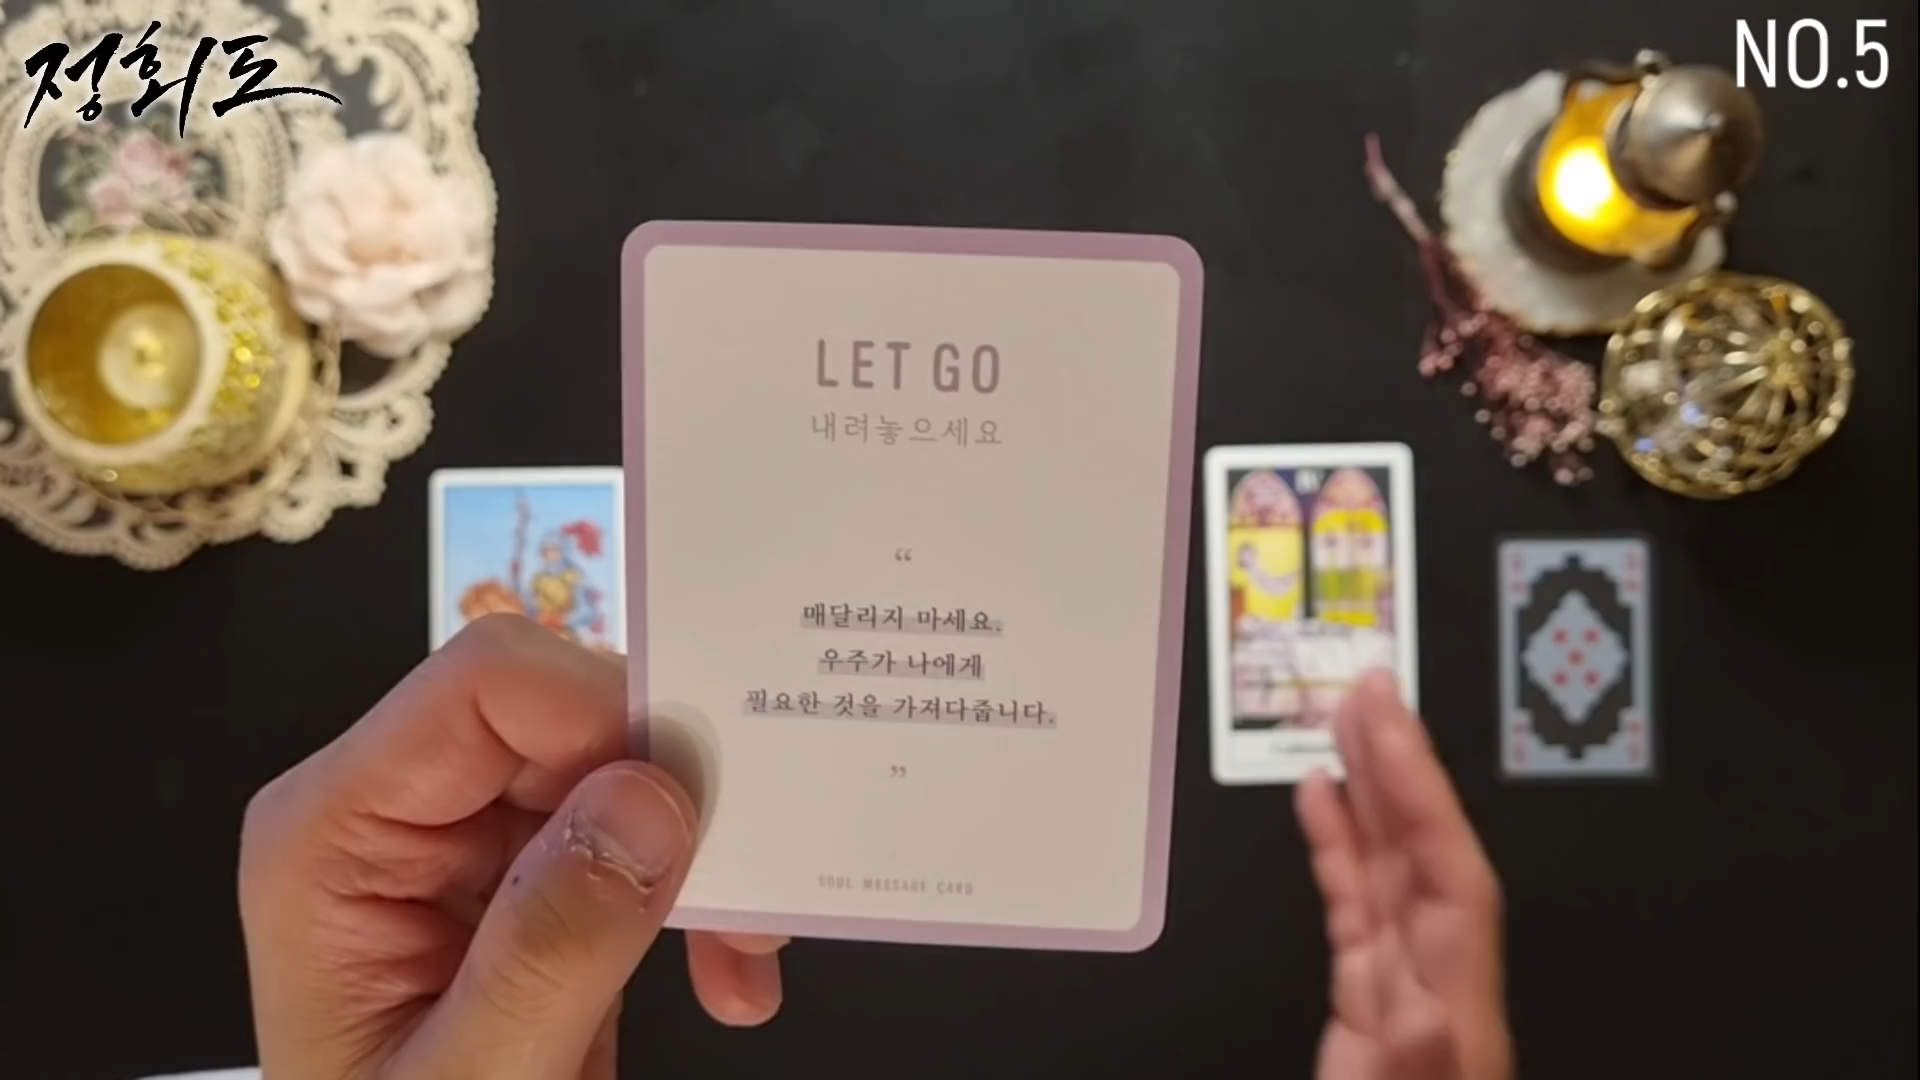 정회도
NO.5
LET GO
내려놓으세요
“
매달리지 마세요.
우주가 나에게
필요한 것을 가져다줍니다.
”
SOUL MESSAGE CARD